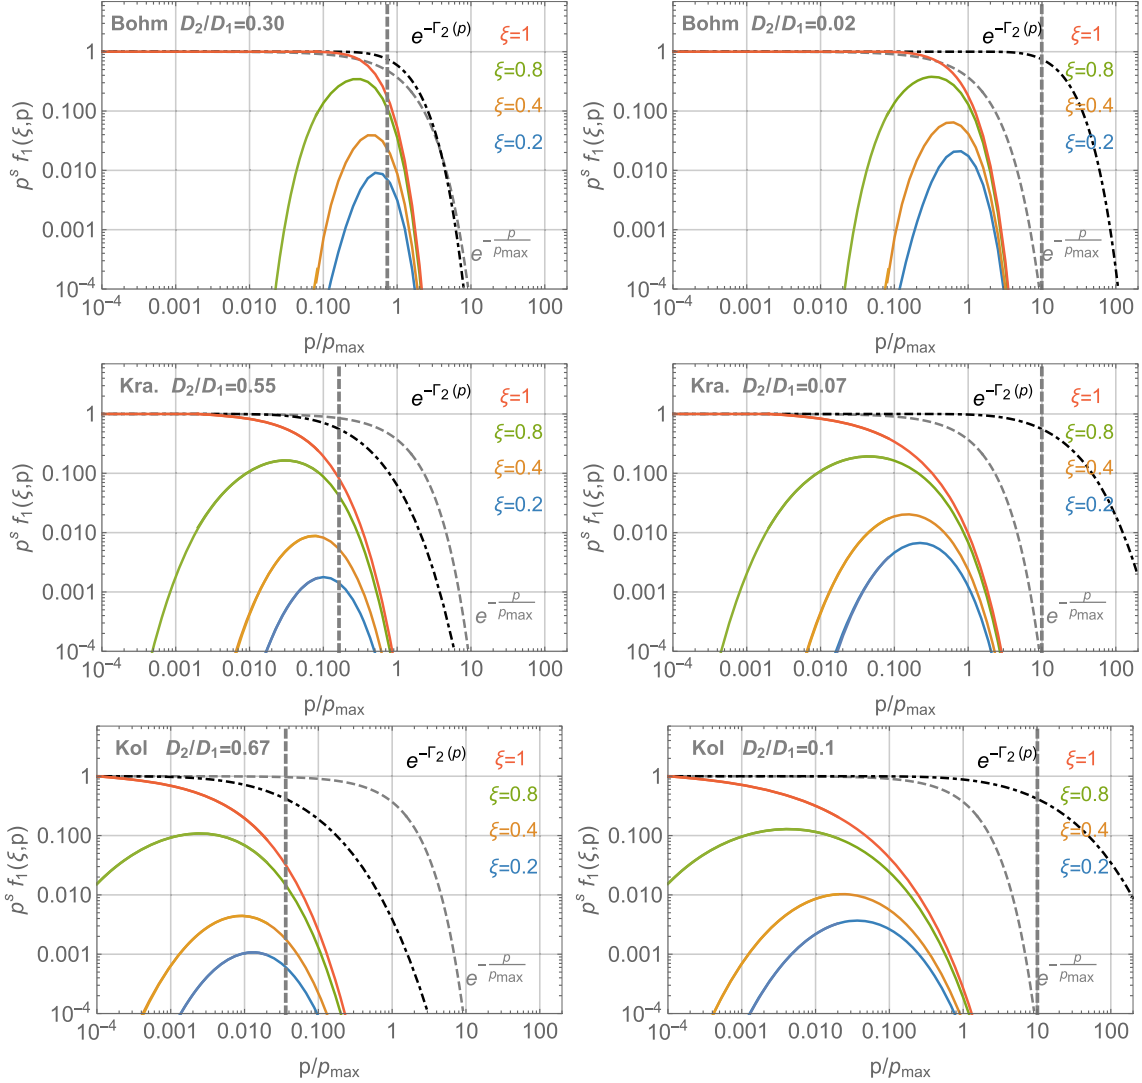 Bohm D₂/D₁=0.30
e^{-Γ₂(p)}
ξ=1
ξ=0.8
ξ=0.4
ξ=0.2
e^{-p/p_max}
1
0.100
0.010
0.001
10⁻⁴
pˢ f₁(ξ,p)
10⁻⁴ 0.001 0.010 0.100 1 10 100
p/p_max
Bohm D₂/D₁=0.02
e^{-Γ₂(p)}
ξ=1
ξ=0.8
ξ=0.4
ξ=0.2
e^{-p/p_max}
1
0.100
0.010
0.001
10⁻⁴
pˢ f₁(ξ,p)
10⁻⁴ 0.001 0.010 0.100 1 10 100
p/p_max
Kra. D₂/D₁=0.55
e^{-Γ₂(p)}
ξ=1
ξ=0.8
ξ=0.4
ξ=0.2
e^{-p/p_max}
1
0.100
0.010
0.001
10⁻⁴
pˢ f₁(ξ,p)
10⁻⁴ 0.001 0.010 0.100 1 10 100
p/p_max
Kra. D₂/D₁=0.07
e^{-Γ₂(p)}
ξ=1
ξ=0.8
ξ=0.4
ξ=0.2
e^{-p/p_max}
1
0.100
0.010
0.001
10⁻⁴
pˢ f₁(ξ,p)
10⁻⁴ 0.001 0.010 0.100 1 10 100
p/p_max
Kol D₂/D₁=0.67
e^{-Γ₂(p)}
ξ=1
ξ=0.8
ξ=0.4
ξ=0.2
e^{-p/p_max}
1
0.100
0.010
0.001
10⁻⁴
pˢ f₁(ξ,p)
10⁻⁴ 0.001 0.010 0.100 1 10 100
p/p_max
Kol D₂/D₁=0.1
e^{-Γ₂(p)}
ξ=1
ξ=0.8
ξ=0.4
ξ=0.2
e^{-p/p_max}
1
0.100
0.010
0.001
10⁻⁴
pˢ f₁(ξ,p)
10⁻⁴ 0.001 0.010 0.100 1 10 100
p/p_max